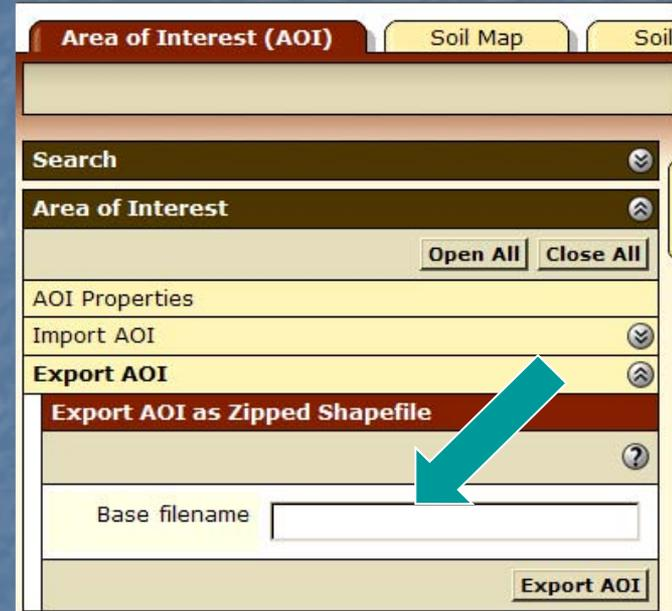 Area of Interest (AOI) Soil Map Soil
Search
Area of Interest
Open All Close All
AOI Properties
Import AOI
Export AOI
Export AOI as Zipped Shapefile
?
Base filename
Export AOI